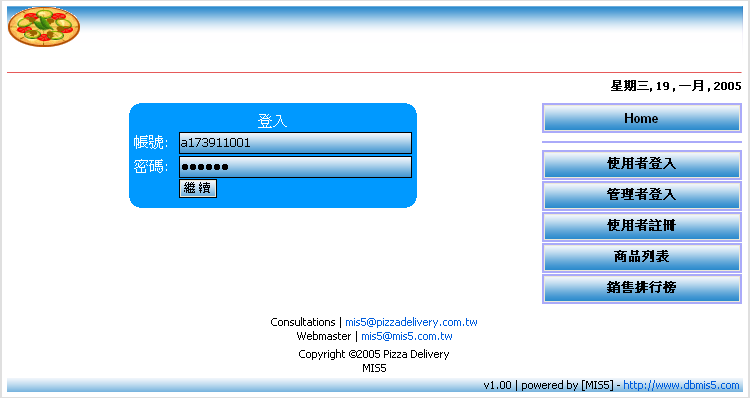 星期三, 19 , 一月 , 2005
登入
帳號: a173911001
密碼: ●●●●●●
繼 續
Home
使用者登入
管理者登入
使用者註冊
商品列表
銷售排行榜
Consultations | mis5@pizzadelivery.com.tw
Webmaster | mis5@mis5.com.tw
Copyright ©2005 Pizza Delivery
MIS5
v1.00 | powered by [MIS5] - http://www.dbmis5.com